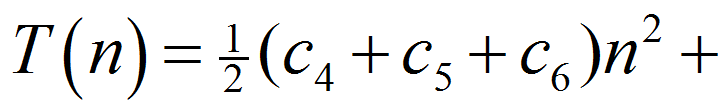 T(n) = ½(c₄ + c₅ + c₆)n² +